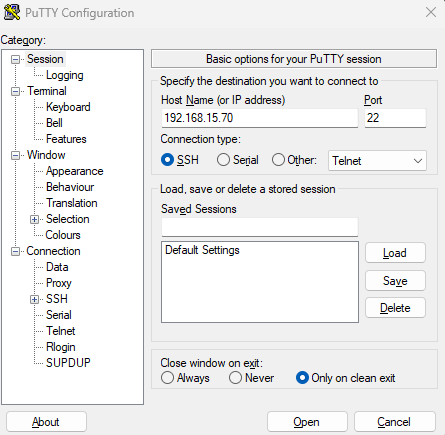 PuTTY Configuration
Category:
Session
Logging
Terminal
Keyboard
Bell
Features
Window
Appearance
Behaviour
Translation
Selection
Colours
Connection
Data
Proxy
SSH
Serial
Telnet
Rlogin
SUPDUP
Basic options for your PuTTY session
Specify the destination you want to connect to
Host Name (or IP address) Port
192.168.15.70 22
Connection type:
SSH Serial Other: Telnet
Load, save or delete a stored session
Saved Sessions
Default Settings
Load
Save
Delete
Close window on exit:
Always Never Only on clean exit
About Open Cancel